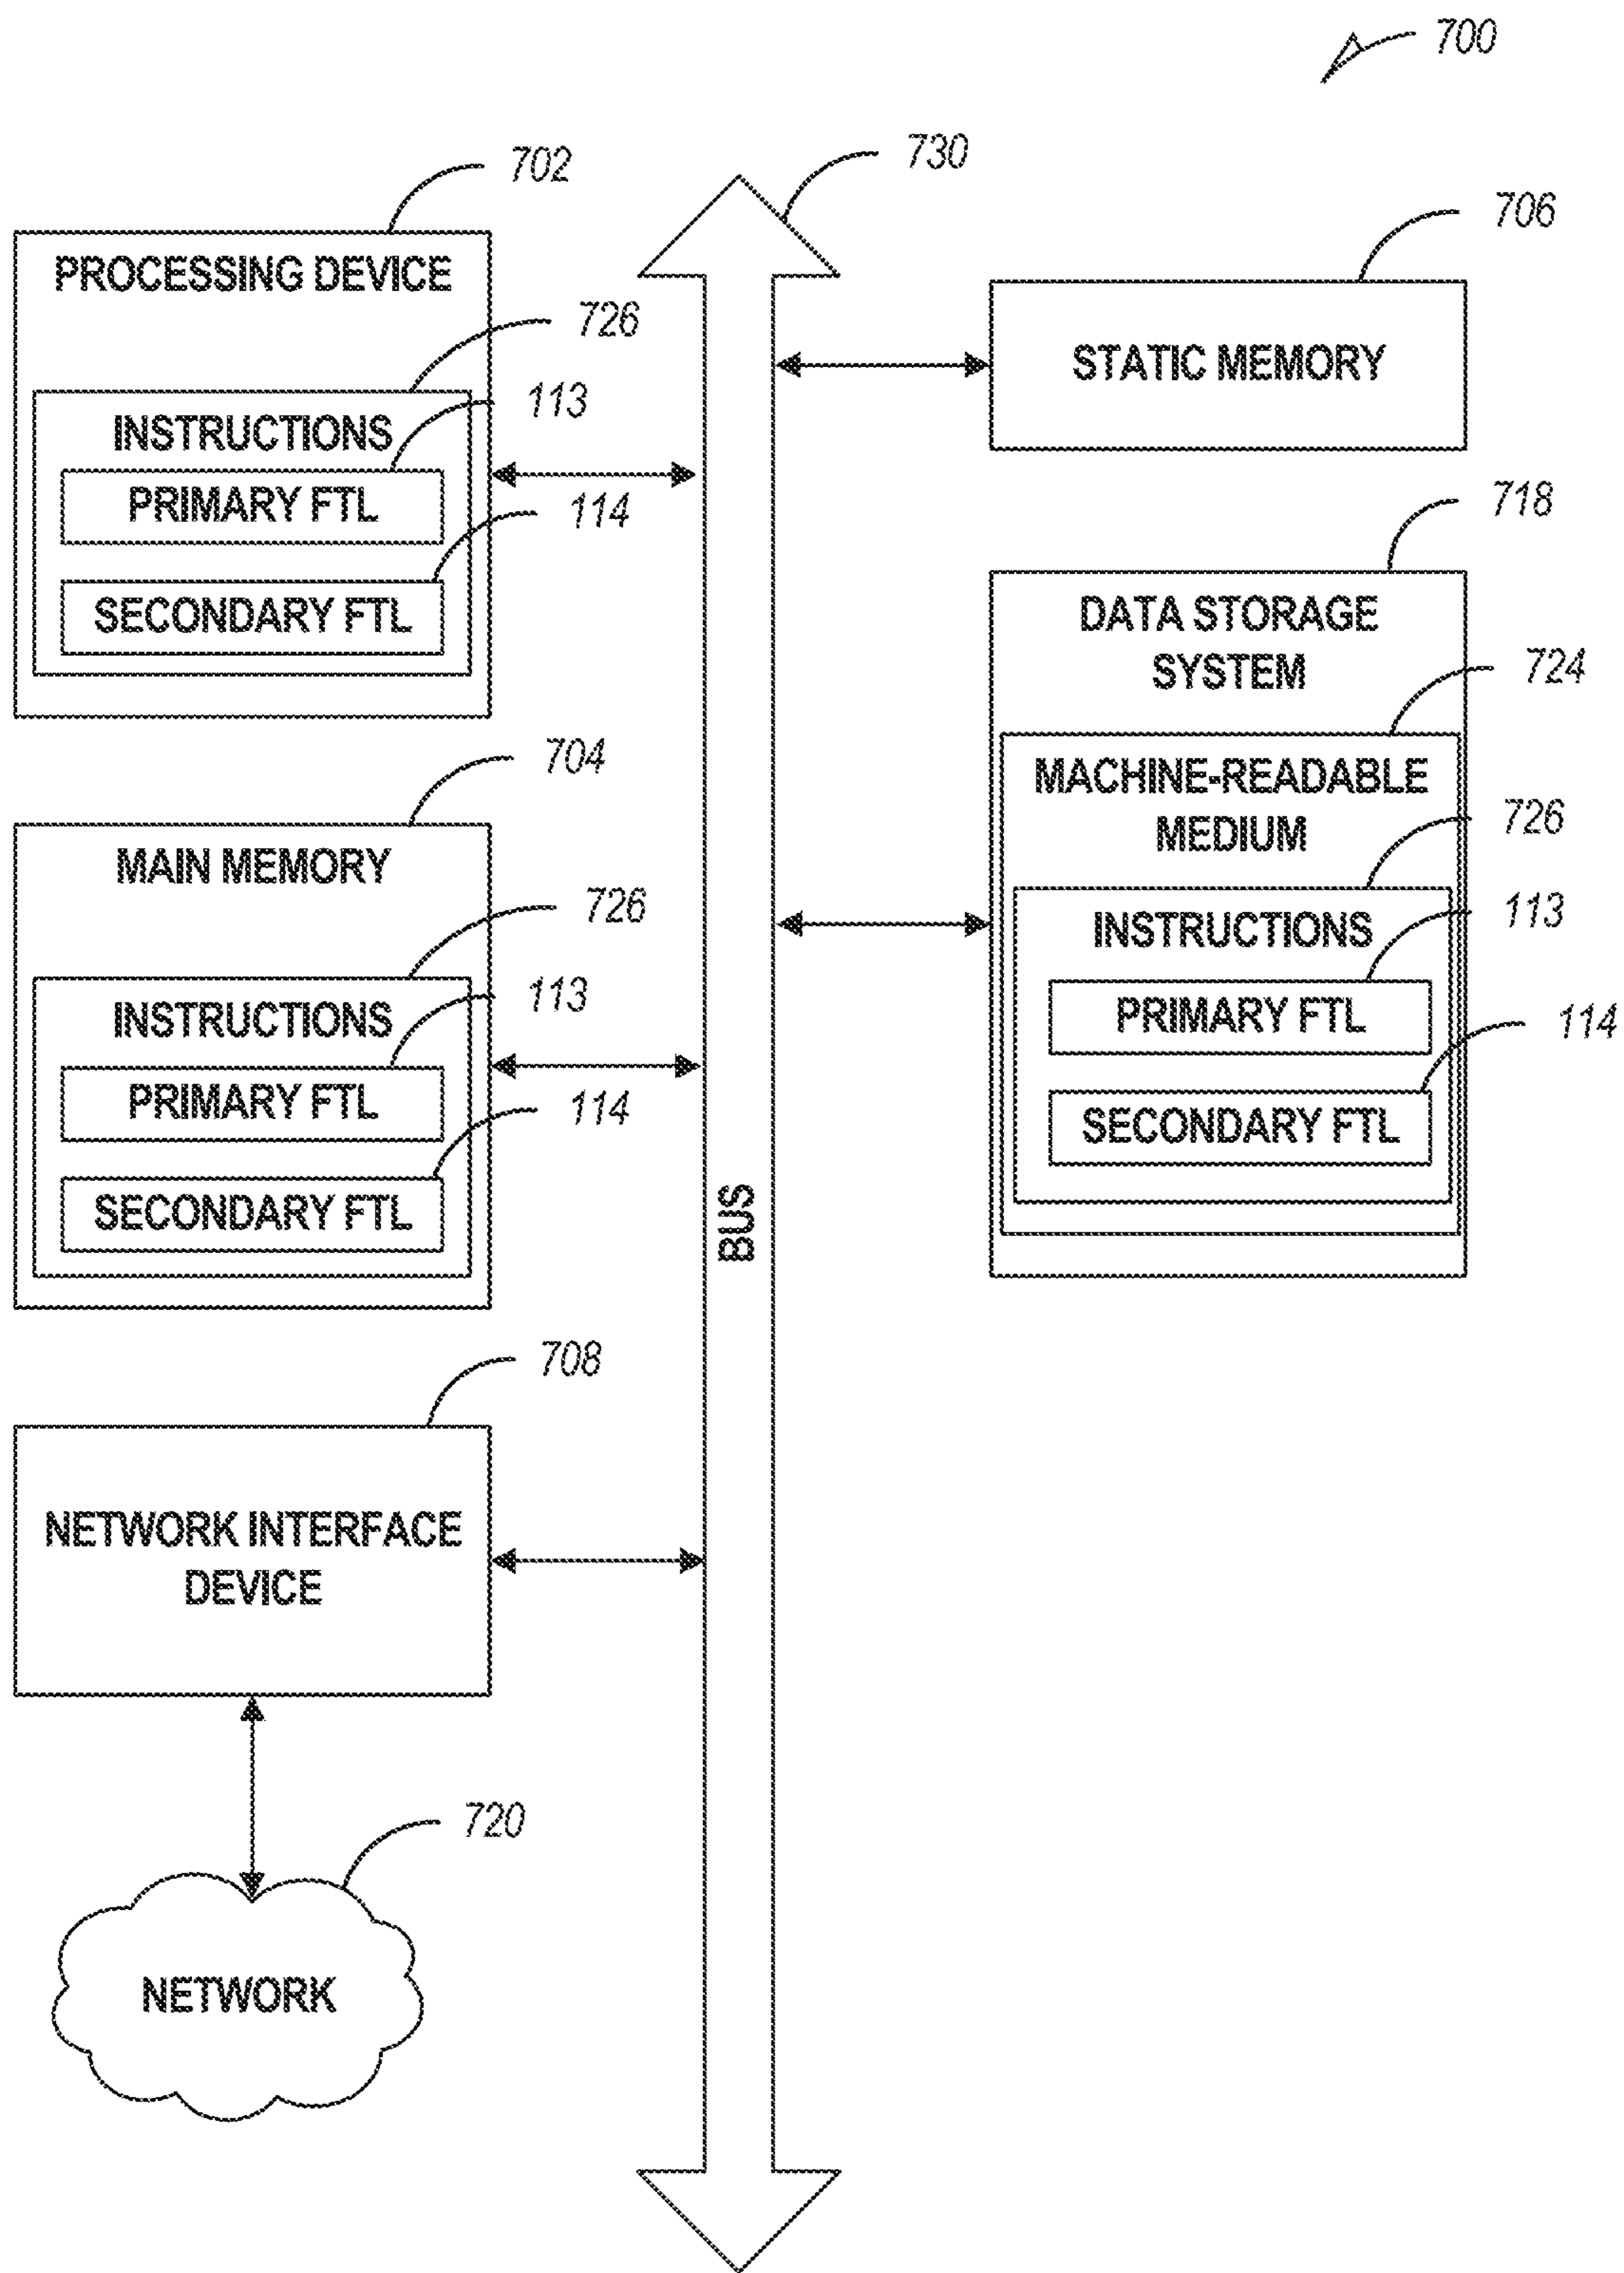 700
730
702
PROCESSING DEVICE
726
INSTRUCTIONS
113
PRIMARY FTL
114
SECONDARY FTL
704
MAIN MEMORY
726
INSTRUCTIONS
113
PRIMARY FTL
114
SECONDARY FTL
708
NETWORK INTERFACE
DEVICE
720
NETWORK
BUS
706
STATIC MEMORY
718
DATA STORAGE
SYSTEM
724
MACHINE-READABLE
MEDIUM
726
INSTRUCTIONS
113
PRIMARY FTL
114
SECONDARY FTL